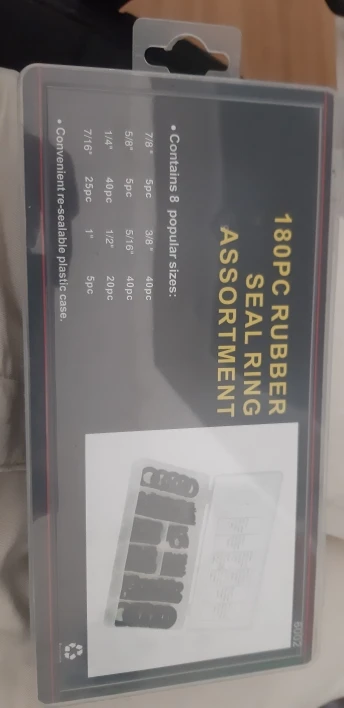 180PC RUBBER
SEAL RING
ASSORTMENT
• Contains 8 popular sizes:
7/8" 5pc 3/8" 40pc
5/8" 5pc 5/16" 40pc
1/4" 40pc 1/2" 20pc
7/16" 25pc 1" 5pc
• Convenient re-sealable plastic case.
6002